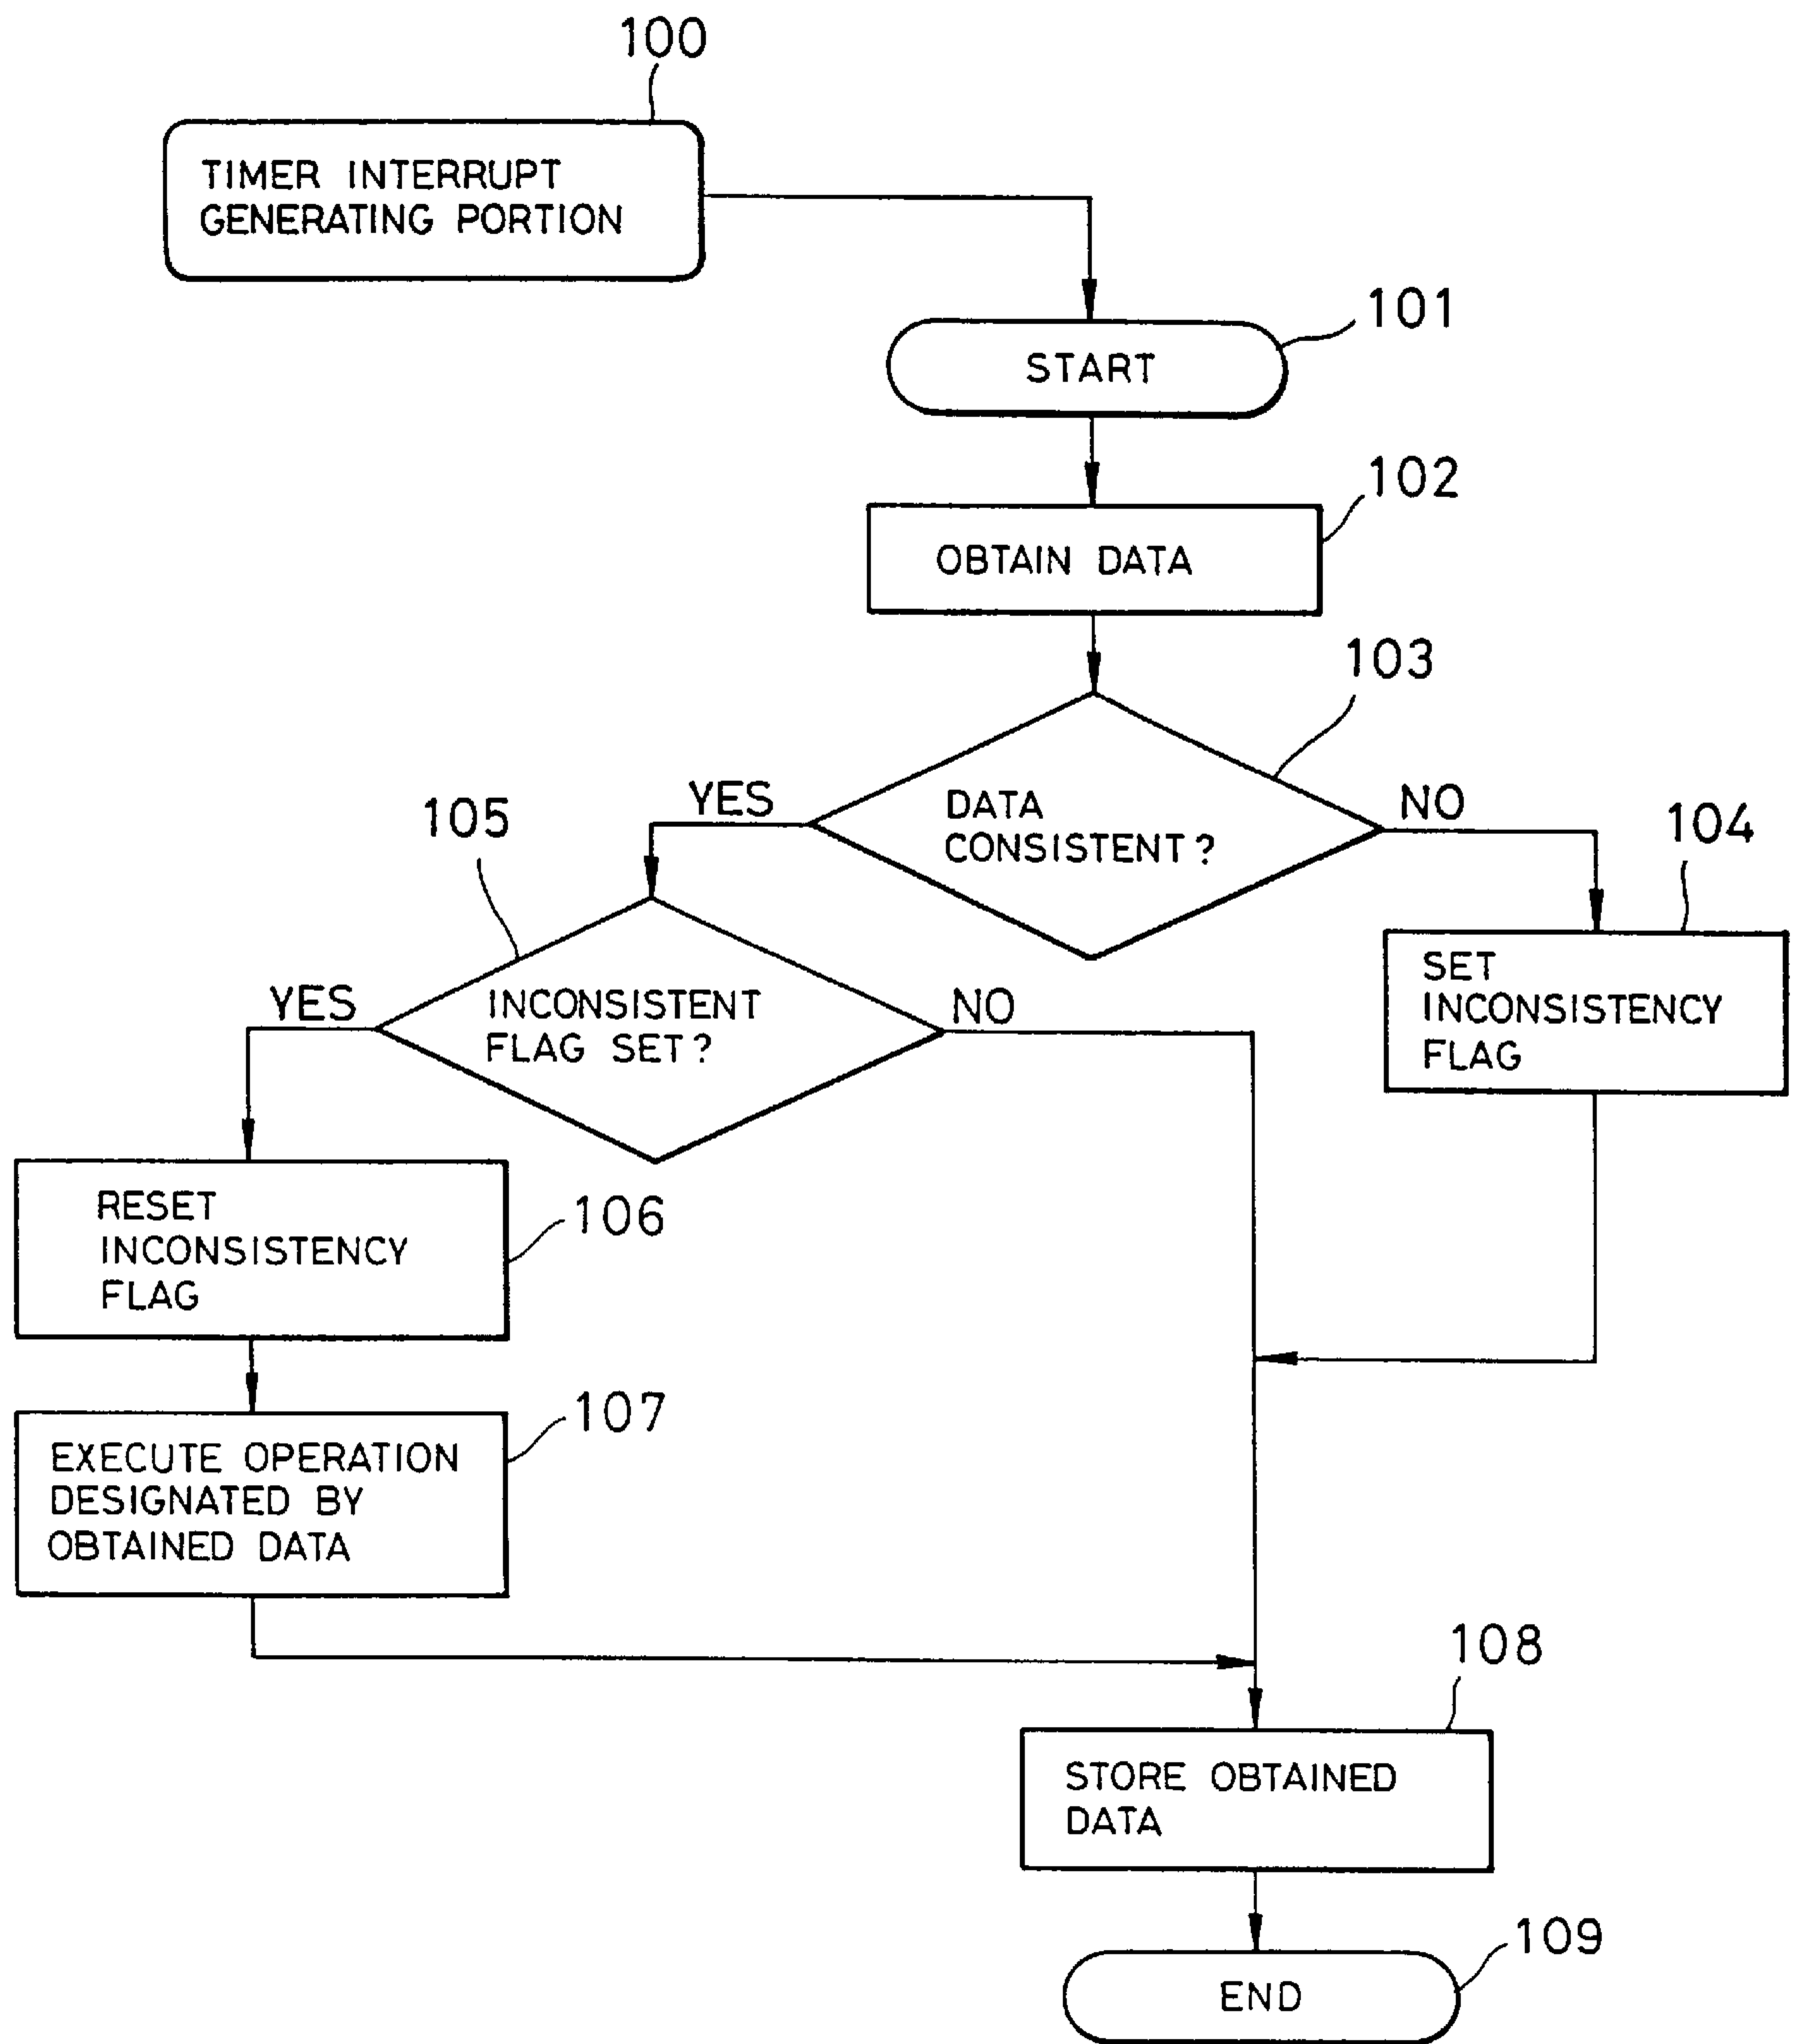 100
TIMER INTERRUPT
GENERATING PORTION
101
START
102
OBTAIN DATA
103
DATA
CONSISTENT?
YES
NO
104
SET
INCONSISTENCY
FLAG
105
INCONSISTENT
FLAG SET?
YES
NO
106
RESET
INCONSISTENCY
FLAG
107
EXECUTE OPERATION
DESIGNATED BY
OBTAINED DATA
108
STORE OBTAINED
DATA
109
END